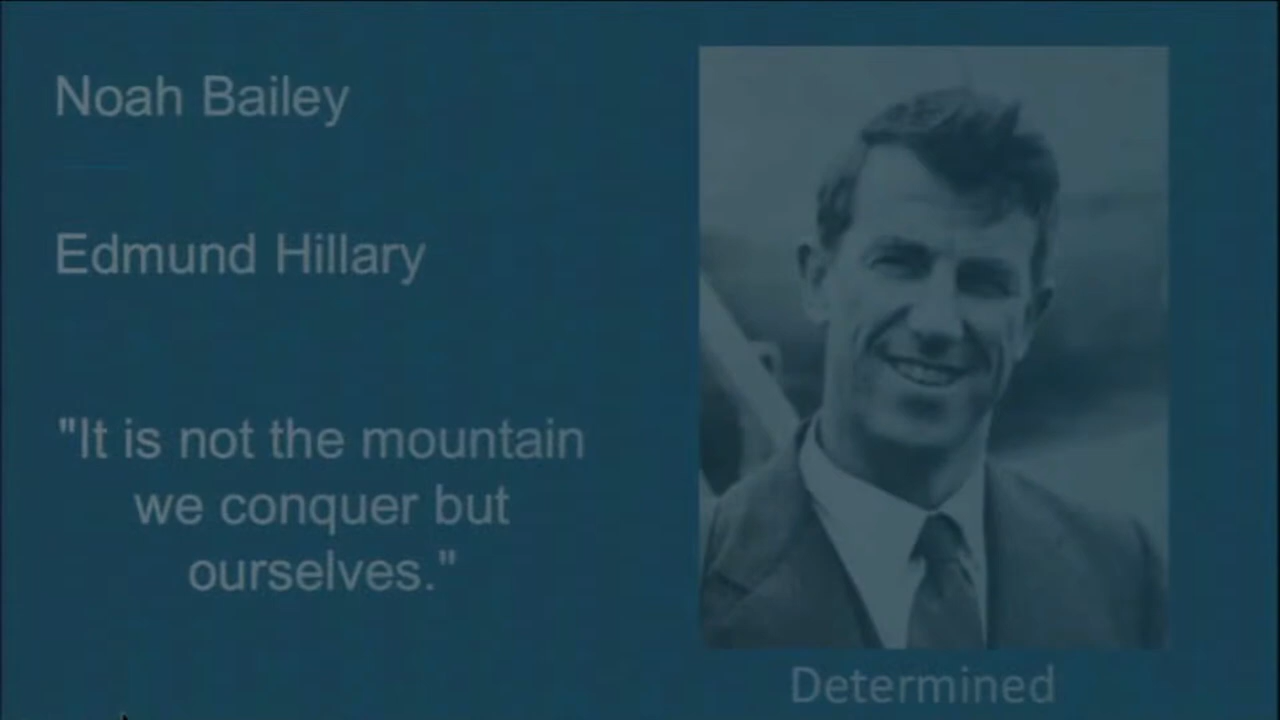 Noah Bailey
Edmund Hillary
"It is not the mountain
we conquer but
ourselves."
Determined